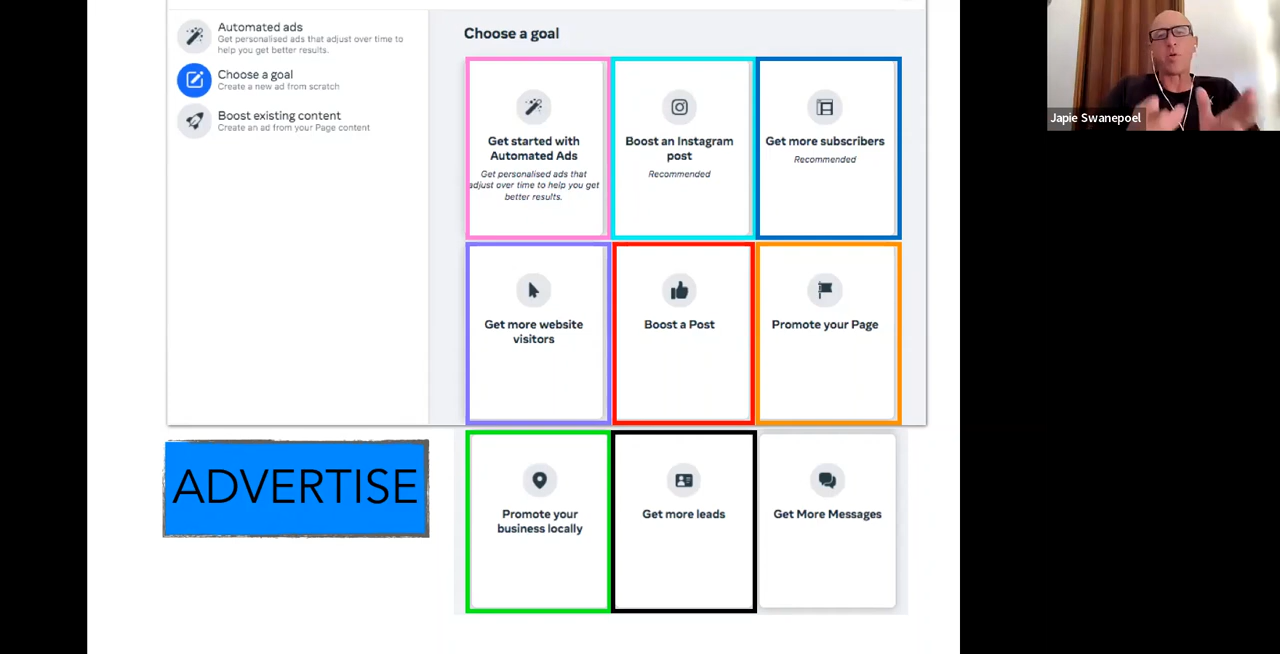 Automated ads
Get personalised ads that adjust over time to
help you get better results.
Choose a goal
Create a new ad from scratch
Boost existing content
Create an ad from your Page content
Choose a goal
Get started with
Automated Ads
Get personalised ads that
adjust over time to help you get
better results.
Boost an Instagram
post
Recommended
Get more subscribers
Recommended
Get more website
visitors
Boost a Post
Promote your Page
Promote your
business locally
Get more leads
Get More Messages
ADVERTISE
Japie Swanepoel